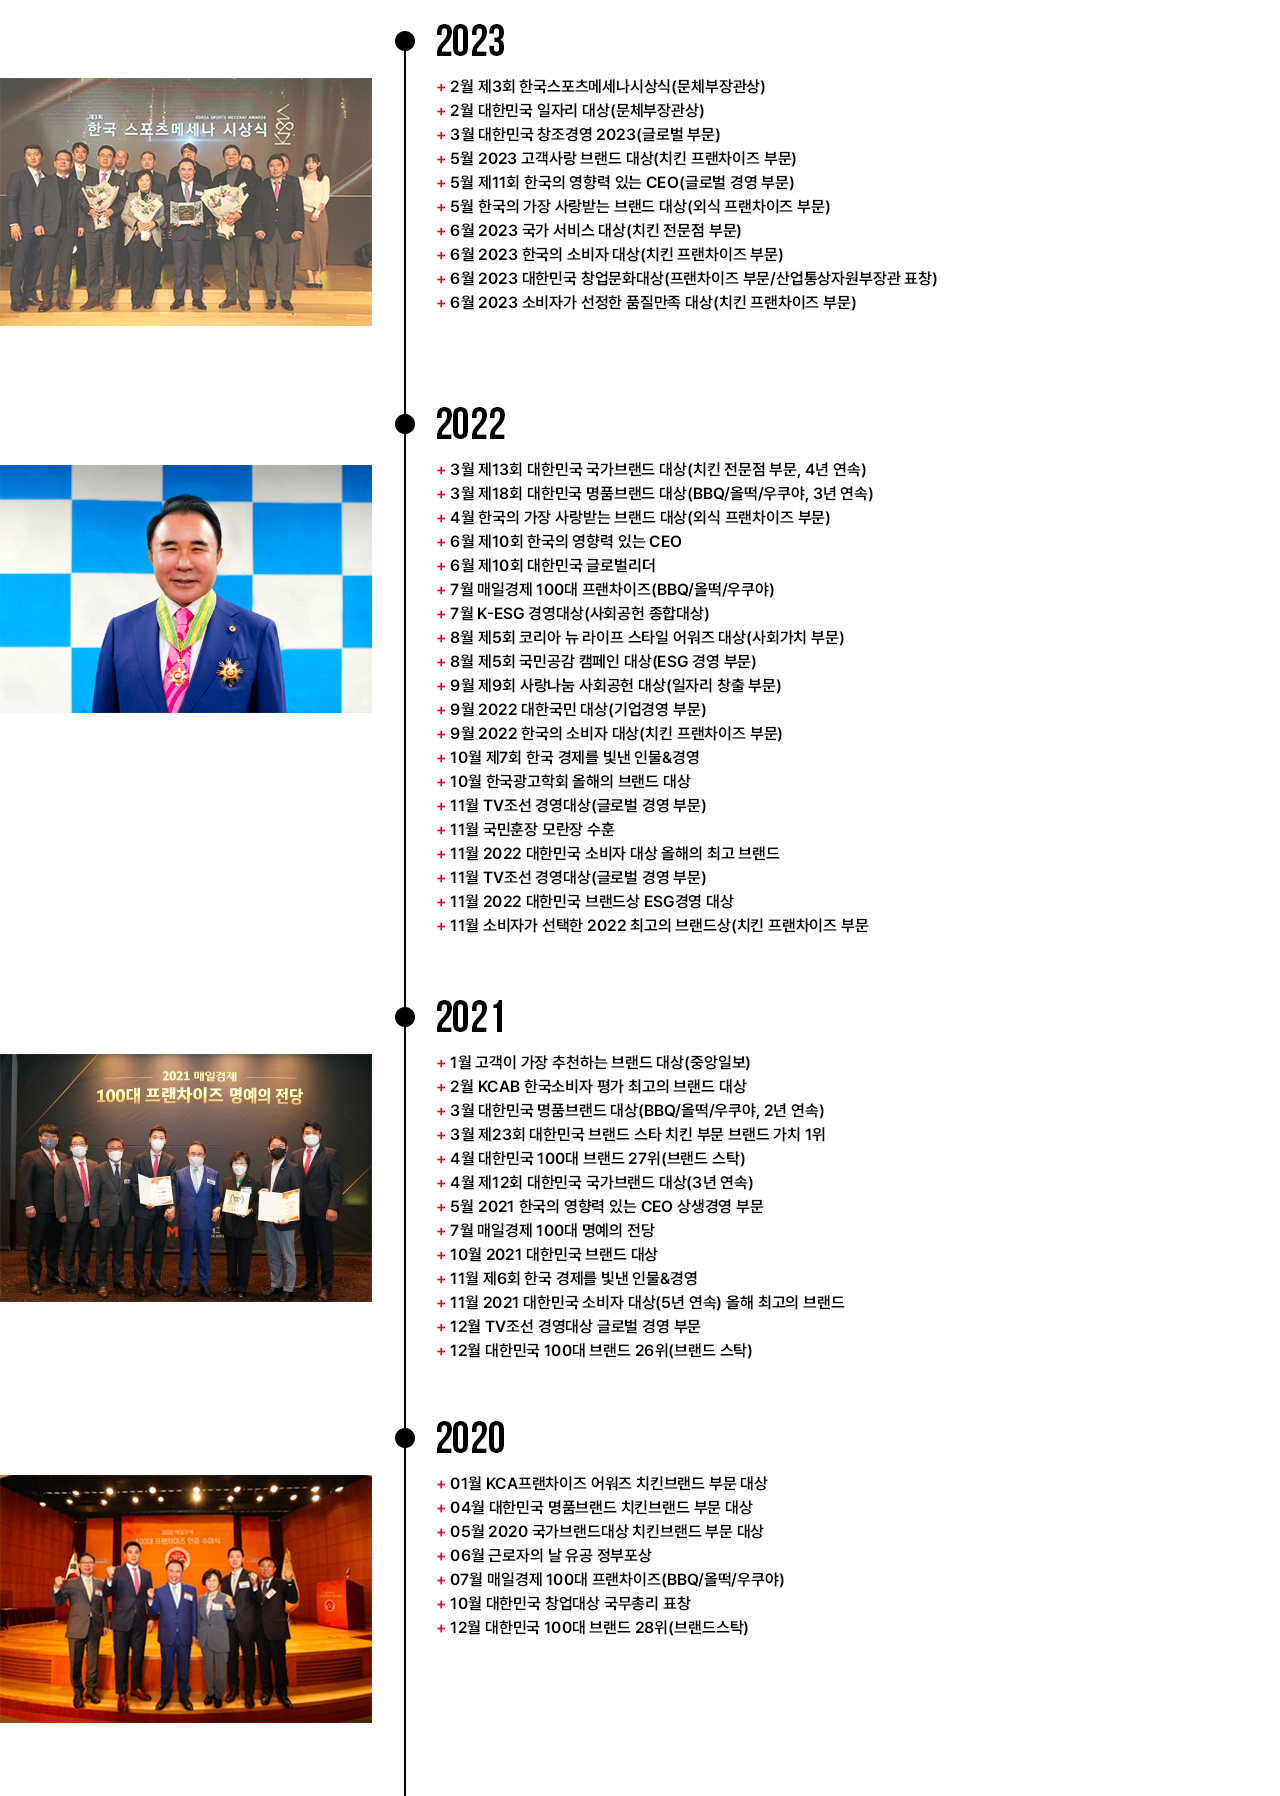 2023
제3회
KOREA SPORTS MECENAT AWARDS
한국 스포츠메세나 시상식
+ 2월 제3회 한국스포츠메세나시상식(문체부장관상)
+ 2월 대한민국 일자리 대상(문체부장관상)
+ 3월 대한민국 창조경영 2023(글로벌 부문)
+ 5월 2023 고객사랑 브랜드 대상(치킨 프랜차이즈 부문)
+ 5월 제11회 한국의 영향력 있는 CEO(글로벌 경영 부문)
+ 5월 한국의 가장 사랑받는 브랜드 대상(외식 프랜차이즈 부문)
+ 6월 2023 국가 서비스 대상(치킨 전문점 부문)
+ 6월 2023 한국의 소비자 대상(치킨 프랜차이즈 부문)
+ 6월 2023 대한민국 창업문화대상(프랜차이즈 부문/산업통상자원부장관 표창)
+ 6월 2023 소비자가 선정한 품질만족 대상(치킨 프랜차이즈 부문)
2022
+ 3월 제13회 대한민국 국가브랜드 대상(치킨 전문점 부문, 4년 연속)
+ 3월 제18회 대한민국 명품브랜드 대상(BBQ/올떡/우쿠야, 3년 연속)
+ 4월 한국의 가장 사랑받는 브랜드 대상(외식 프랜차이즈 부문)
+ 6월 제10회 한국의 영향력 있는 CEO
+ 6월 제10회 대한민국 글로벌리더
+ 7월 매일경제 100대 프랜차이즈(BBQ/올떡/우쿠야)
+ 7월 K-ESG 경영대상(사회공헌 종합대상)
+ 8월 제5회 코리아 뉴 라이프 스타일 어워즈 대상(사회가치 부문)
+ 8월 제5회 국민공감 캠페인 대상(ESG 경영 부문)
+ 9월 제9회 사랑나눔 사회공헌 대상(일자리 창출 부문)
+ 9월 2022 대한국민 대상(기업경영 부문)
+ 9월 2022 한국의 소비자 대상(치킨 프랜차이즈 부문)
+ 10월 제7회 한국 경제를 빛낸 인물&경영
+ 10월 한국광고학회 올해의 브랜드 대상
+ 11월 TV조선 경영대상(글로벌 경영 부문)
+ 11월 국민훈장 모란장 수훈
+ 11월 2022 대한민국 소비자 대상 올해의 최고 브랜드
+ 11월 TV조선 경영대상(글로벌 경영 부문)
+ 11월 2022 대한민국 브랜드상 ESG경영 대상
+ 11월 소비자가 선택한 2022 최고의 브랜드상(치킨 프랜차이즈 부문
2021
2021 매일경제
100대 프랜차이즈 명예의 전당
+ 1월 고객이 가장 추천하는 브랜드 대상(중앙일보)
+ 2월 KCAB 한국소비자 평가 최고의 브랜드 대상
+ 3월 대한민국 명품브랜드 대상(BBQ/올떡/우쿠야, 2년 연속)
+ 3월 제23회 대한민국 브랜드 스타 치킨 부문 브랜드 가치 1위
+ 4월 대한민국 100대 브랜드 27위(브랜드 스탁)
+ 4월 제12회 대한민국 국가브랜드 대상(3년 연속)
+ 5월 2021 한국의 영향력 있는 CEO 상생경영 부문
+ 7월 매일경제 100대 명예의 전당
+ 10월 2021 대한민국 브랜드 대상
+ 11월 제6회 한국 경제를 빛낸 인물&경영
+ 11월 2021 대한민국 소비자 대상(5년 연속) 올해 최고의 브랜드
+ 12월 TV조선 경영대상 글로벌 경영 부문
+ 12월 대한민국 100대 브랜드 26위(브랜드 스탁)
2020
2020 매일경제
100대 프랜차이즈 인증 수여식
+ 01월 KCA프랜차이즈 어워즈 치킨브랜드 부문 대상
+ 04월 대한민국 명품브랜드 치킨브랜드 부문 대상
+ 05월 2020 국가브랜드대상 치킨브랜드 부문 대상
+ 06월 근로자의 날 유공 정부포상
+ 07월 매일경제 100대 프랜차이즈(BBQ/올떡/우쿠야)
+ 10월 대한민국 창업대상 국무총리 표창
+ 12월 대한민국 100대 브랜드 28위(브랜드스탁)